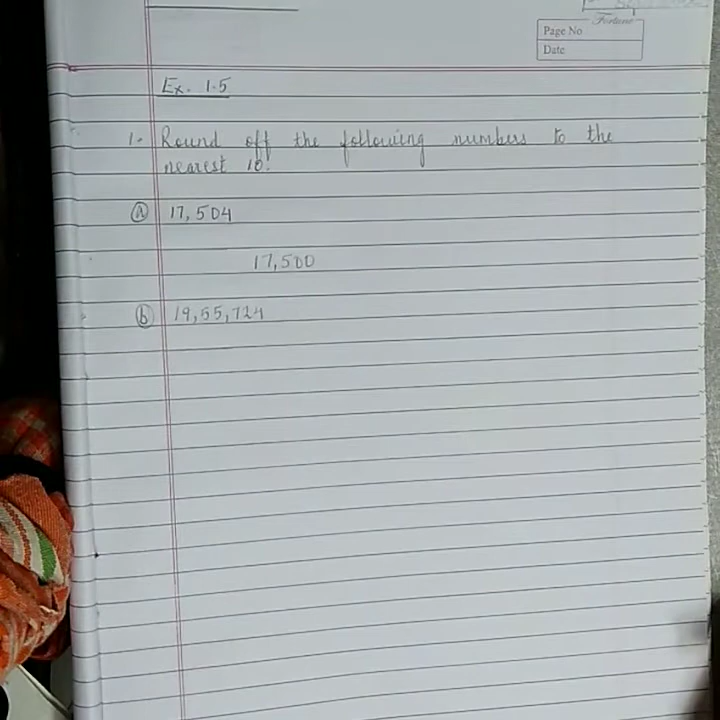 Fortune
Page No
Date
Ex. 1.5
1. Round off the following numbers to the
nearest 10.
(a) 17,504
17,500
(b) 19,55,724